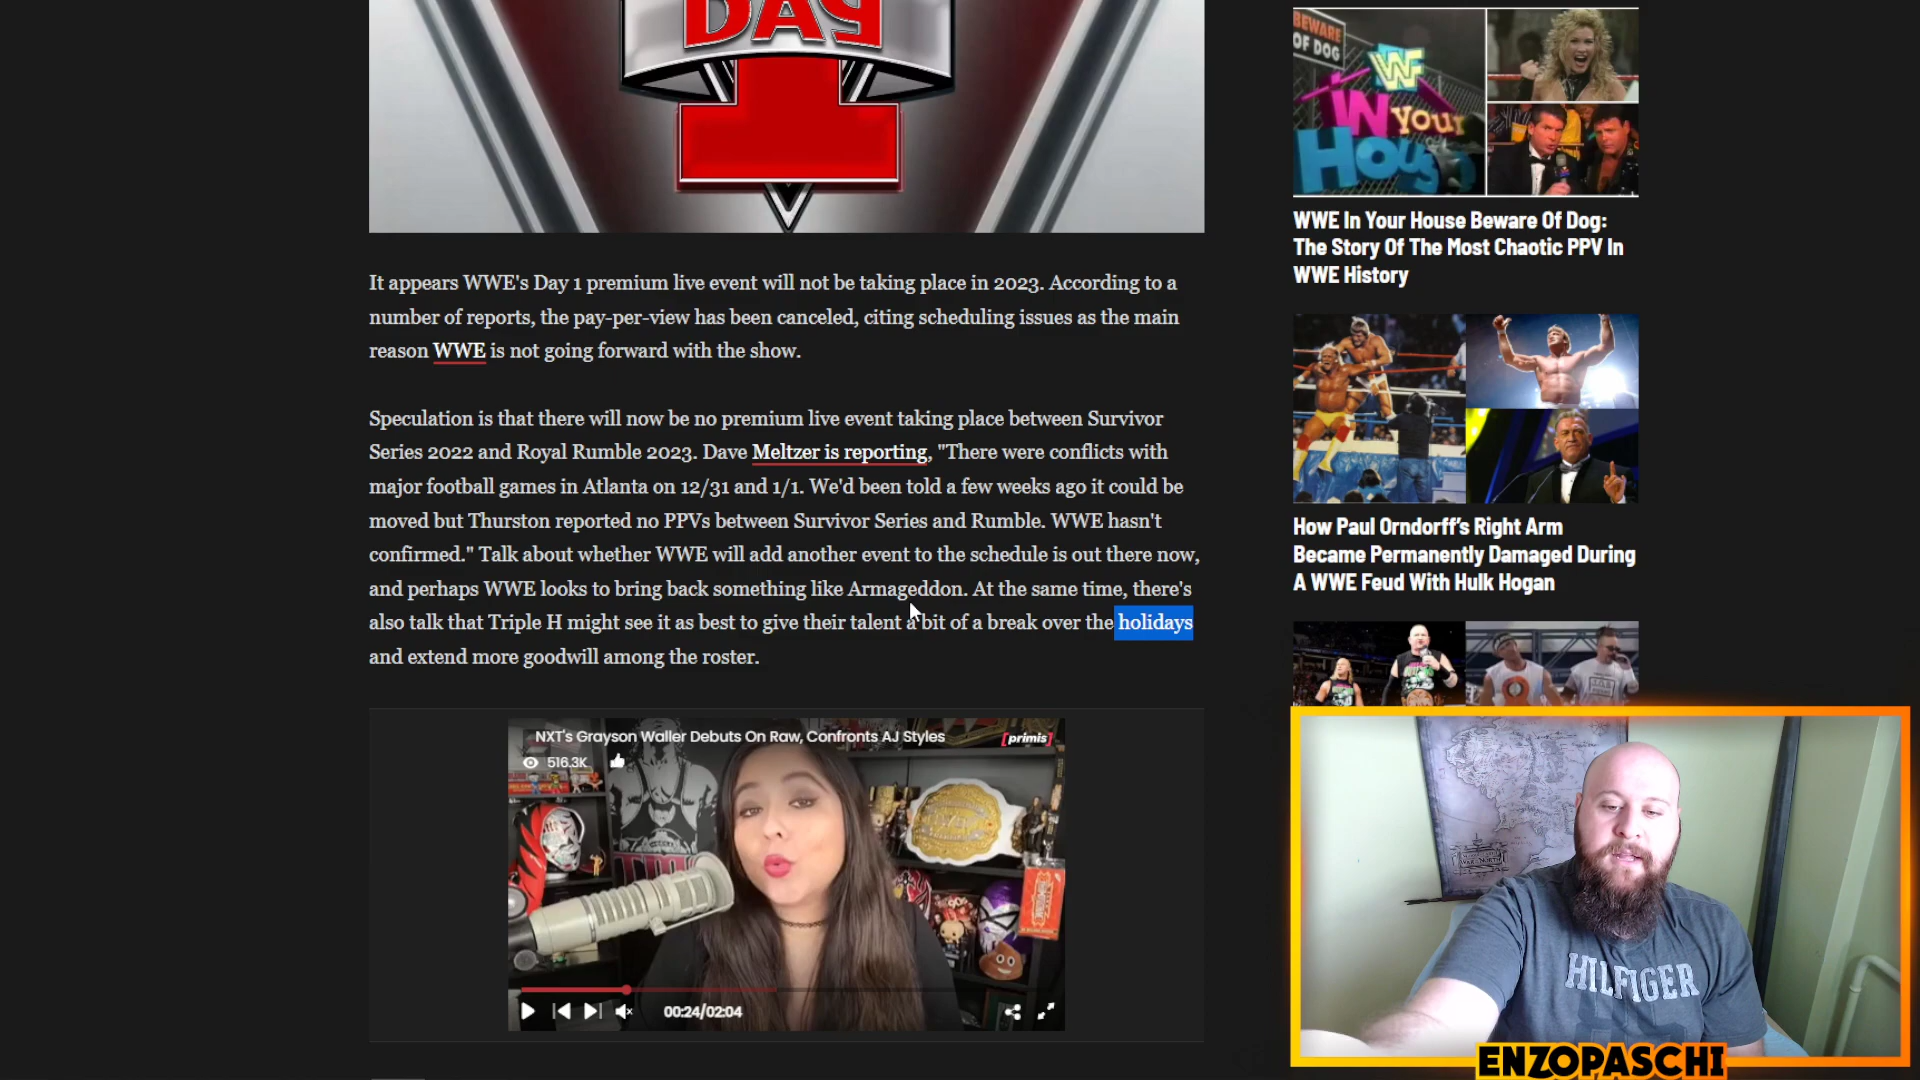 DAY
1
It appears WWE's Day 1 premium live event will not be taking place in 2023. According to a
number of reports, the pay-per-view has been canceled, citing scheduling issues as the main
reason WWE is not going forward with the show.
Speculation is that there will now be no premium live event taking place between Survivor
Series 2022 and Royal Rumble 2023. Dave Meltzer is reporting, "There were conflicts with
major football games in Atlanta on 12/31 and 1/1. We'd been told a few weeks ago it could be
moved but Thurston reported no PPVs between Survivor Series and Rumble. WWE hasn't
confirmed." Talk about whether WWE will add another event to the schedule is out there now,
and perhaps WWE looks to bring back something like Armageddon. At the same time, there's
also talk that Triple H might see it as best to give their talent a bit of a break over the holidays
and extend more goodwill among the roster.
NXT's Grayson Waller Debuts On Raw, Confronts AJ Styles
[primis]
516.3K
00:24/02:04
BEWARE
OF DOG
WF
IN Your
House
WWE In Your House Beware Of Dog:
The Story Of The Most Chaotic PPV In
WWE History
How Paul Orndorff's Right Arm
Became Permanently Damaged During
A WWE Feud With Hulk Hogan
HILFIGER
ENZOPASCHI